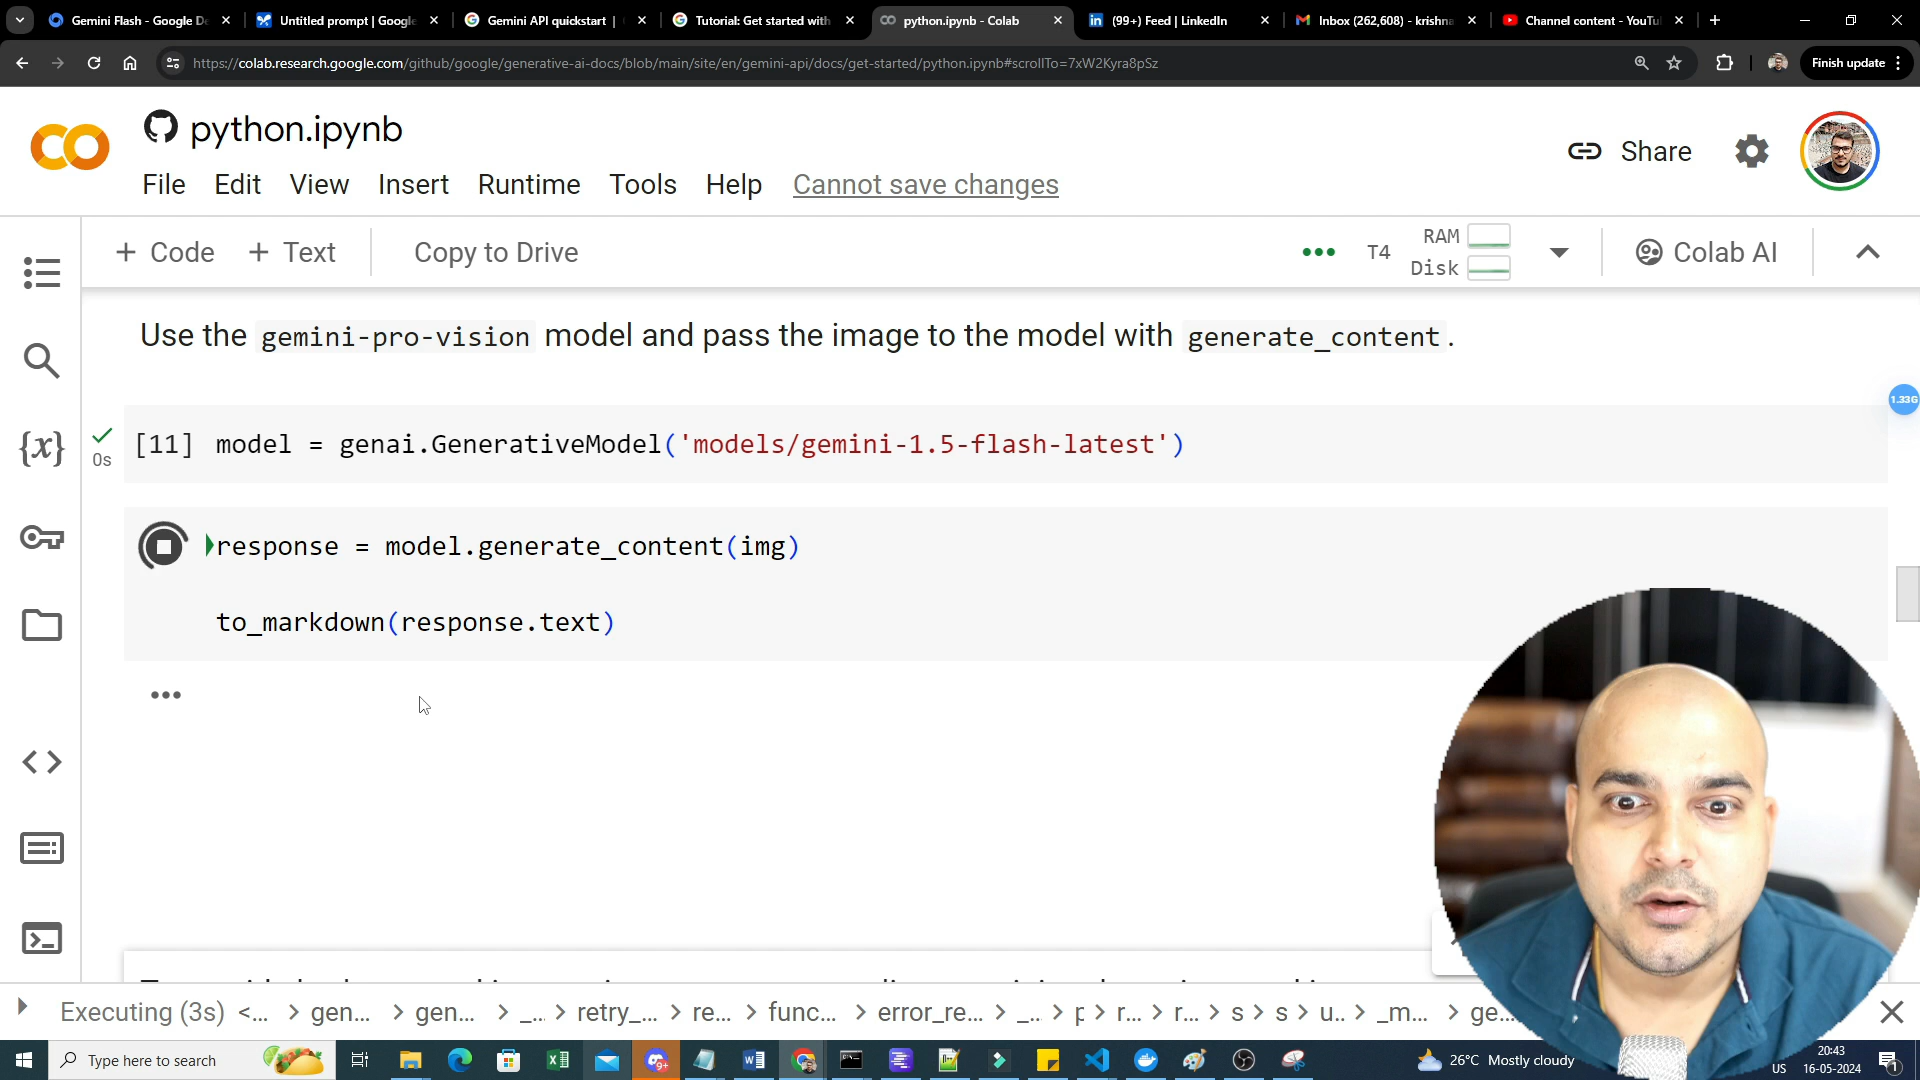 Gemini Flash - Google De
Untitled prompt | Google
Gemini API quickstart |
Tutorial: Get started with
python.ipynb - Colab
(99+) Feed | LinkedIn
Inbox (262,608) - krishna
Channel content - YouTu
https://colab.research.google.com/github/google/generative-ai-docs/blob/main/site/en/gemini-api/docs/get-started/python.ipynb#scrollTo=7xW2Kyra8pSz
Finish update
python.ipynb
Share
File Edit View Insert Runtime Tools Help Cannot save changes
+ Code + Text Copy to Drive
T4
RAM
Disk
Colab AI
Use the gemini-pro-vision model and pass the image to the model with generate_content.
1.33G
{x}
[11] model = genai.GenerativeModel('models/gemini-1.5-flash-latest')
0s
response = model.generate_content(img)
to_markdown(response.text)
Executing (3s) <... > gen... > gen... > _... > retry_... > re... > func... > error_re... > _... > p > r... > r... > s > s > u.. > _m... > ge...
Type here to search
9+
26°C Mostly cloudy
US
20:43
16-05-2024
1